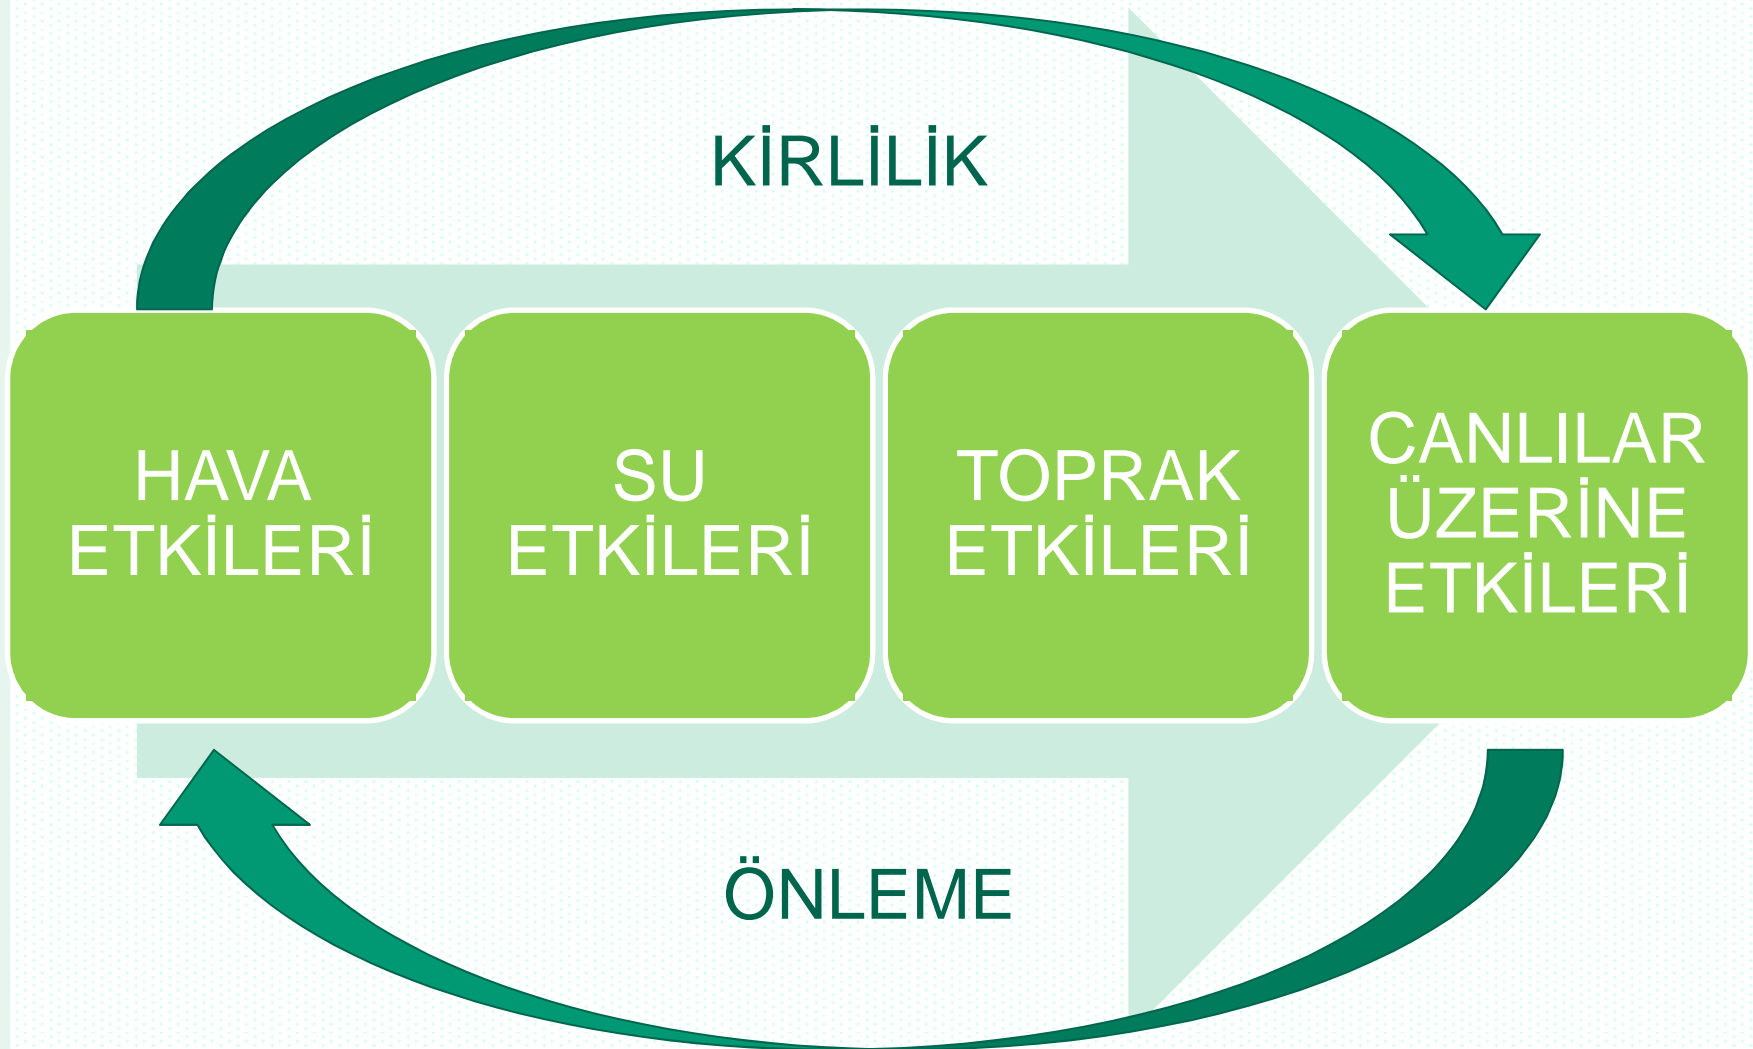 KİRLİLİK
HAVA
ETKİLERİ
SU
ETKİLERİ
TOPRAK
ETKİLERİ
CANLILAR
ÜZERİNE
ETKİLERİ
ÖNLEME